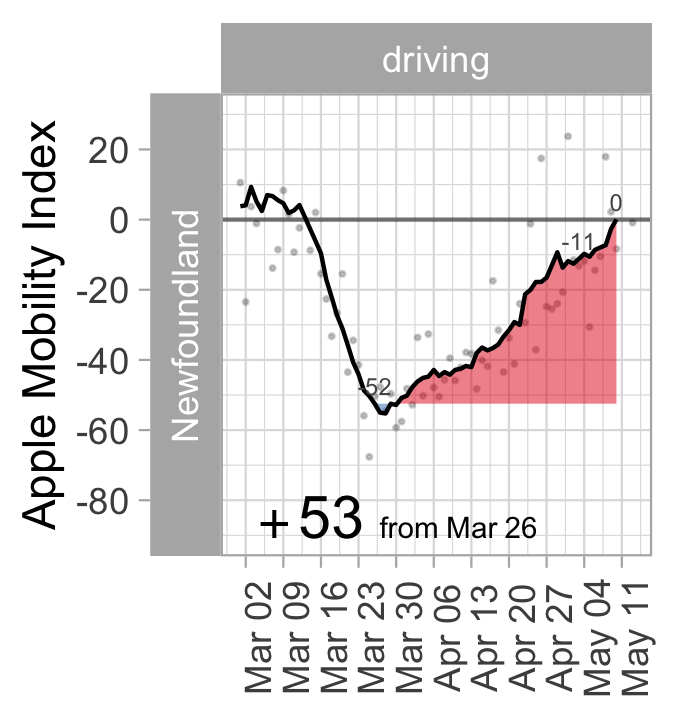 driving
Apple Mobility Index
Newfoundland
20
0
-20
-40
-60
-80
0
-11
-52
+53 from Mar 26
Mar 02
Mar 09
Mar 16
Mar 23
Mar 30
Apr 06
Apr 13
Apr 20
Apr 27
May 04
May 11